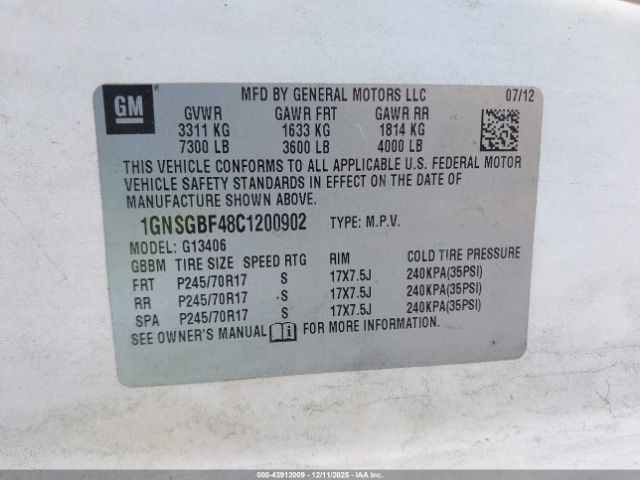 GM ®
MFD BY GENERAL MOTORS LLC 07/12
GVWR GAWR FRT GAWR RR
3311 KG 1633 KG 1814 KG
7300 LB 3600 LB 4000 LB
THIS VEHICLE CONFORMS TO ALL APPLICABLE U.S. FEDERAL MOTOR
VEHICLE SAFETY STANDARDS IN EFFECT ON THE DATE OF
MANUFACTURE SHOWN ABOVE.
1GNSGBF48C1200902 TYPE: M.P.V.
MODEL: G13406
GBBM TIRE SIZE SPEED RTG RIM COLD TIRE PRESSURE
FRT P245/70R17 S 17X7.5J 240KPA(35PSI)
RR P245/70R17 S 17X7.5J 240KPA(35PSI)
SPA P245/70R17 S 17X7.5J 240KPA(35PSI)
SEE OWNER'S MANUAL i FOR MORE INFORMATION.
© - 43912009 - 12/11/2025 - IAAI.COM